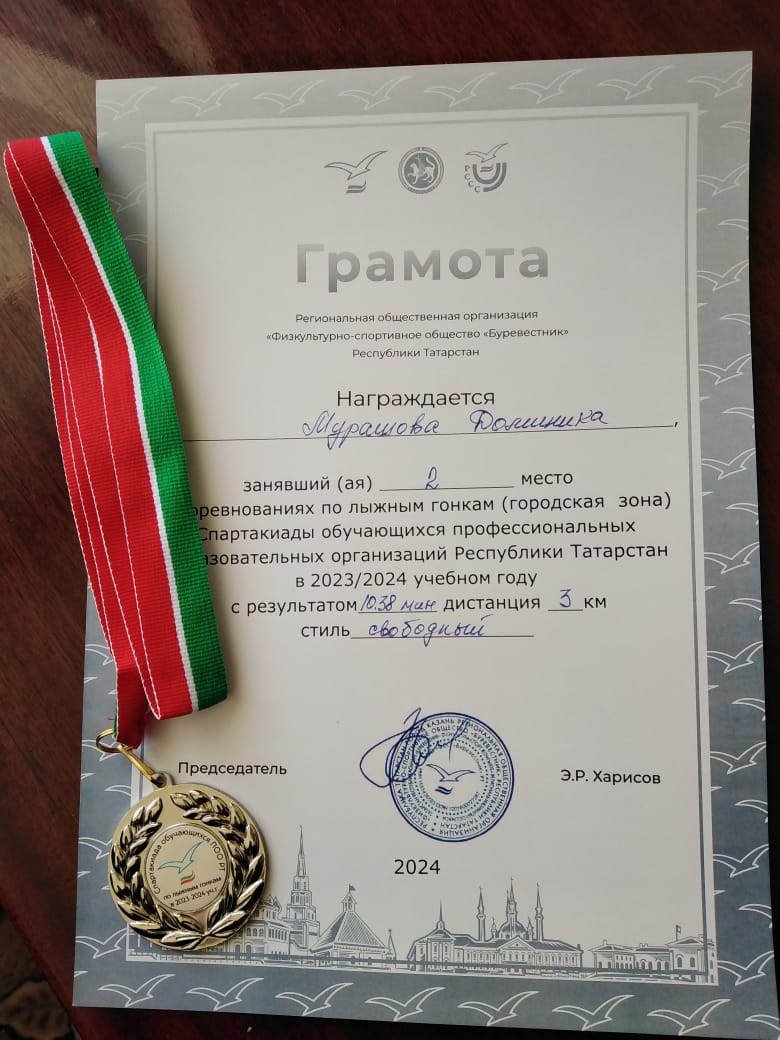 РССС
Грамота
Региональная общественная организация
«Физкультурно-спортивное общество «Буревестник»
Республики Татарстан
Награждается
Мурашова Доминика,
занявший (ая) 2 место
соревнованиях по лыжным гонкам (городская зона)
Спартакиады обучающихся профессиональных
образовательных организаций Республики Татарстан
в 2023/2024 учебном году
с результатом 10.38 мин дистанция 3 км
стиль свободный
Председатель
Э.Р. Харисов
2024
Спартакиада обучающихся ПОО РТ
по лыжным гонкам
в 2023-2024 уч.г.